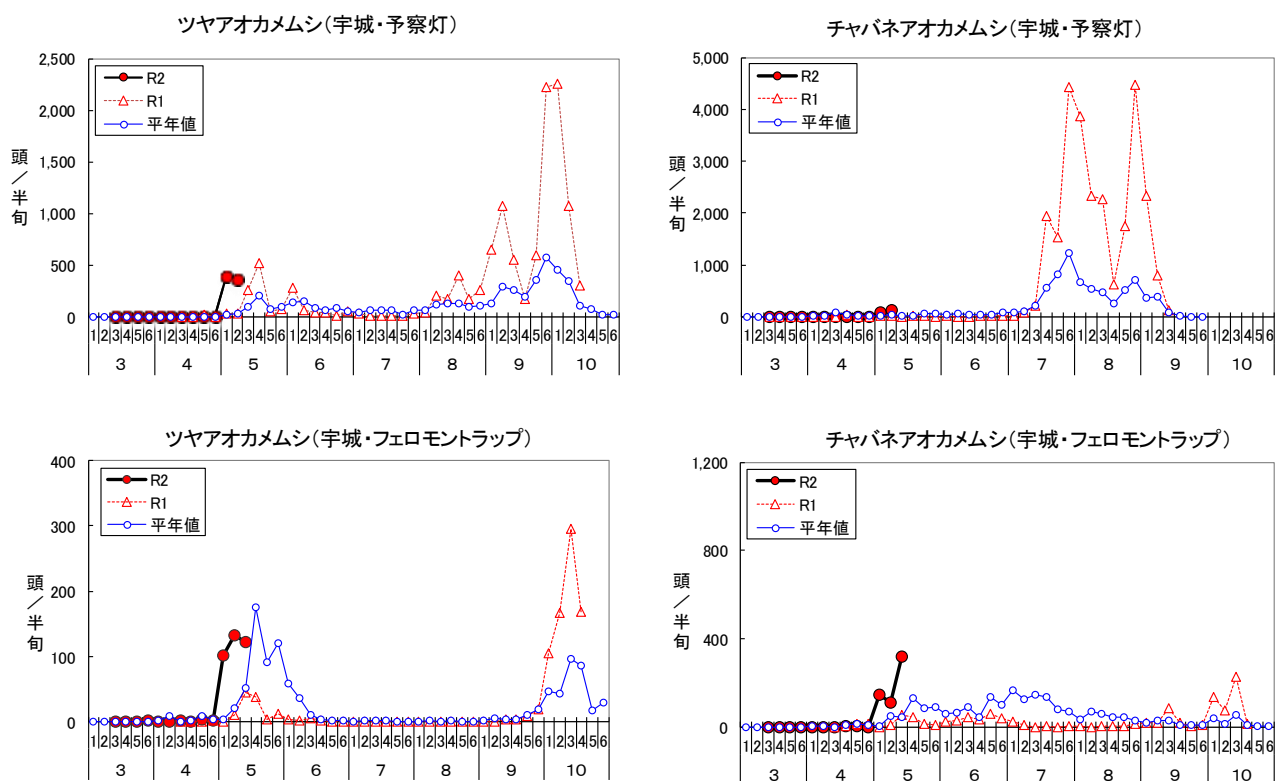 ツヤアオカメムシ(宇城・予察灯)
2,500
2,000
1,500
1,000
500
0
頭/半旬
R2
R1
平年値
1 2 3 4 5 6 1 2 3 4 5 6 1 2 3 4 5 6 1 2 3 4 5 6 1 2 3 4 5 6 1 2 3 4 5 6 1 2 3 4 5 6 1 2 3 4 5 6
3 4 5 6 7 8 9 10
チャバネアオカメムシ(宇城・予察灯)
5,000
4,000
3,000
2,000
1,000
0
頭/半旬
R2
R1
平年値
1 2 3 4 5 6 1 2 3 4 5 6 1 2 3 4 5 6 1 2 3 4 5 6 1 2 3 4 5 6 1 2 3 4 5 6 1 2 3 4 5 6 1 2 3 4 5 6
3 4 5 6 7 8 9 10
ツヤアオカメムシ(宇城・フェロモントラップ)
400
300
200
100
0
頭/半旬
R2
R1
平年値
1 2 3 4 5 6 1 2 3 4 5 6 1 2 3 4 5 6 1 2 3 4 5 6 1 2 3 4 5 6 1 2 3 4 5 6 1 2 3 4 5 6 1 2 3 4 5 6
3 4 5 6 7 8 9 10
チャバネアオカメムシ(宇城・フェロモントラップ)
1,200
800
400
0
頭/半旬
R2
R1
平年値
1 2 3 4 5 6 1 2 3 4 5 6 1 2 3 4 5 6 1 2 3 4 5 6 1 2 3 4 5 6 1 2 3 4 5 6 1 2 3 4 5 6 1 2 3 4 5 6
3 4 5 6 7 8 9 10